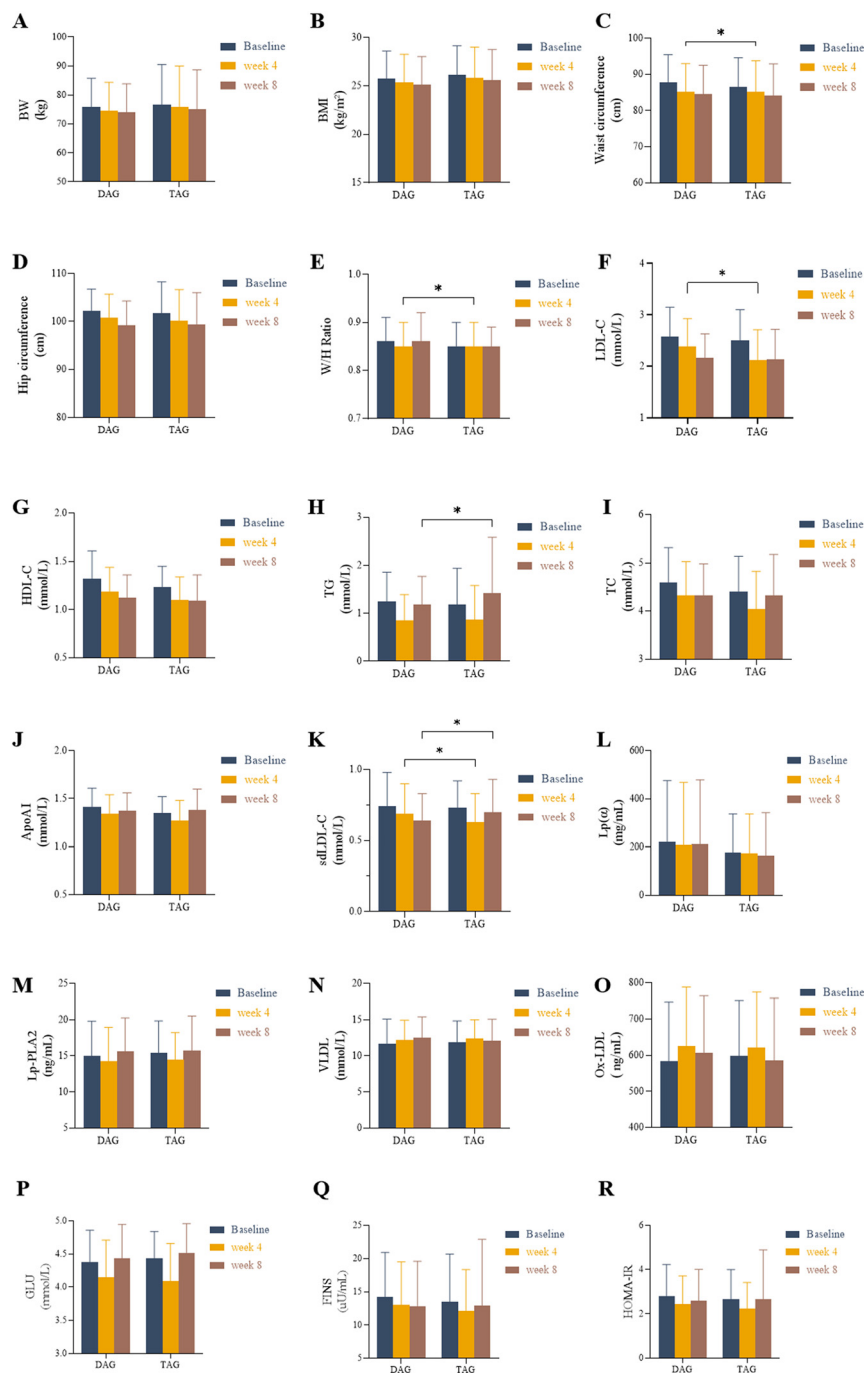 A
BW
(kg)
100
90
80
70
60
50
DAG
TAG
Baseline
week 4
week 8
B
BMI
(kg/m²)
30
25
20
15
DAG
TAG
Baseline
week 4
week 8
C
Waist circumference
(cm)
100
90
80
70
60
*
DAG
TAG
Baseline
week 4
week 8
D
Hip circumference
(cm)
110
100
90
80
DAG
TAG
Baseline
week 4
week 8
E
W/H Ratio
1.0
0.9
0.8
0.7
*
DAG
TAG
Baseline
week 4
week 8
F
LDL-C
(mmol/L)
4
3
2
1
*
DAG
TAG
Baseline
week 4
week 8
G
HDL-C
(mmol/L)
2.0
1.5
1.0
0.5
DAG
TAG
Baseline
week 4
week 8
H
TG
(mmol/L)
3
2
1
0
*
DAG
TAG
Baseline
week 4
week 8
I
TC
(mmol/L)
6
5
4
3
DAG
TAG
Baseline
week 4
week 8
J
ApoAI
(mmol/L)
2.0
1.5
1.0
0.5
DAG
TAG
Baseline
week 4
week 8
K
sdLDL-C
(mmol/L)
1.0
0.5
0.0
*
*
DAG
TAG
Baseline
week 4
week 8
L
Lp(α)
(mg/mL)
600
400
200
0
DAG
TAG
Baseline
week 4
week 8
M
Lp-PLA2
(ng/mL)
25
20
15
10
5
DAG
TAG
Baseline
week 4
week 8
N
VLDL
(mmol/L)
20
15
10
5
0
DAG
TAG
Baseline
week 4
week 8
O
Ox-LDL
( ng/mL)
800
700
600
500
400
DAG
TAG
Baseline
week 4
week 8
P
GLU
(mmol/L)
5.0
4.5
4.0
3.5
3.0
DAG
TAG
Baseline
week 4
week 8
Q
FINS
(uU/mL)
25
20
15
10
5
DAG
TAG
Baseline
week 4
week 8
R
HOMA-IR
6
4
2
0
DAG
TAG
Baseline
week 4
week 8